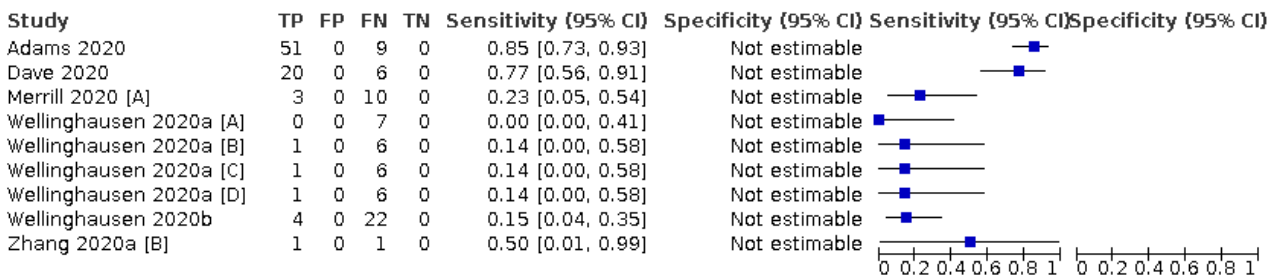 Study TP FP FN TN Sensitivity (95% CI) Specificity (95% CI) Sensitivity (95% CI) Specificity (95% CI)
Adams 2020 51 0 9 0 0.85 [0.73, 0.93] Not estimable
Dave 2020 20 0 6 0 0.77 [0.56, 0.91] Not estimable
Merrill 2020 [A] 3 0 10 0 0.23 [0.05, 0.54] Not estimable
Wellinghausen 2020a [A] 0 0 7 0 0.00 [0.00, 0.41] Not estimable
Wellinghausen 2020a [B] 1 0 6 0 0.14 [0.00, 0.58] Not estimable
Wellinghausen 2020a [C] 1 0 6 0 0.14 [0.00, 0.58] Not estimable
Wellinghausen 2020a [D] 1 0 6 0 0.14 [0.00, 0.58] Not estimable
Wellinghausen 2020b 4 0 22 0 0.15 [0.04, 0.35] Not estimable
Zhang 2020a [B] 1 0 1 0 0.50 [0.01, 0.99] Not estimable
0 0.2 0.4 0.6 0.8 1 0 0.2 0.4 0.6 0.8 1